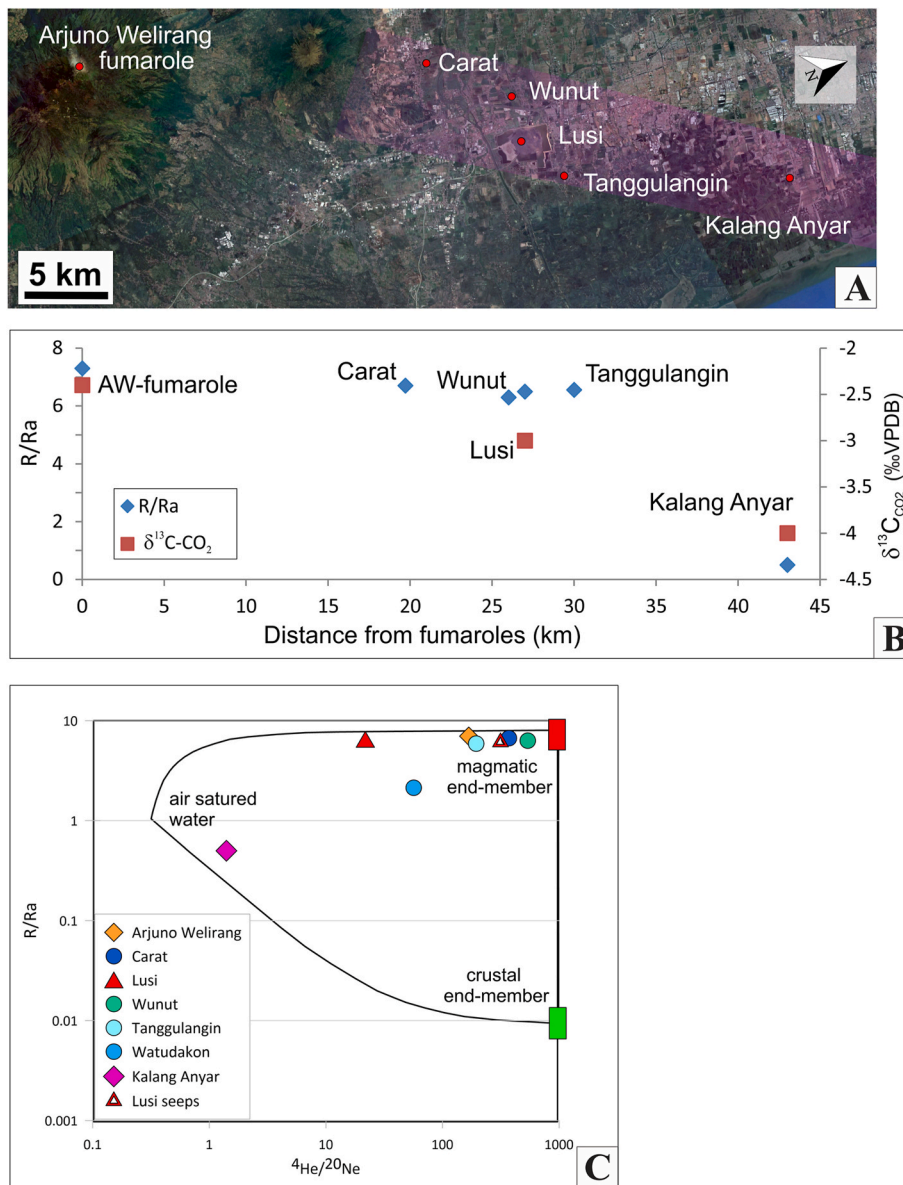 Arjuno Welirang
fumarole
Carat
Wunut
Lusi
Tanggulangin
Kalang Anyar
N
5 km
A
8
6
4
2
0
R/Ra
AW-fumarole
Carat
Wunut
Tanggulangin
Lusi
Kalang Anyar
R/Ra
δ¹³C-CO₂
-2
-2.5
-3
-3.5
-4
-4.5
δ¹³C_CO2 (‰VPDB)
0 5 10 15 20 25 30 35 40 45
Distance from fumaroles (km)
B
10
1
0.1
0.01
0.001
R/Ra
air satured
water
magmatic
end-member
crustal
end-member
Arjuno Welirang
Carat
Lusi
Wunut
Tanggulangin
Watudakon
Kalang Anyar
Lusi seeps
0.1 1 10 100 1000
⁴He/²⁰Ne
C